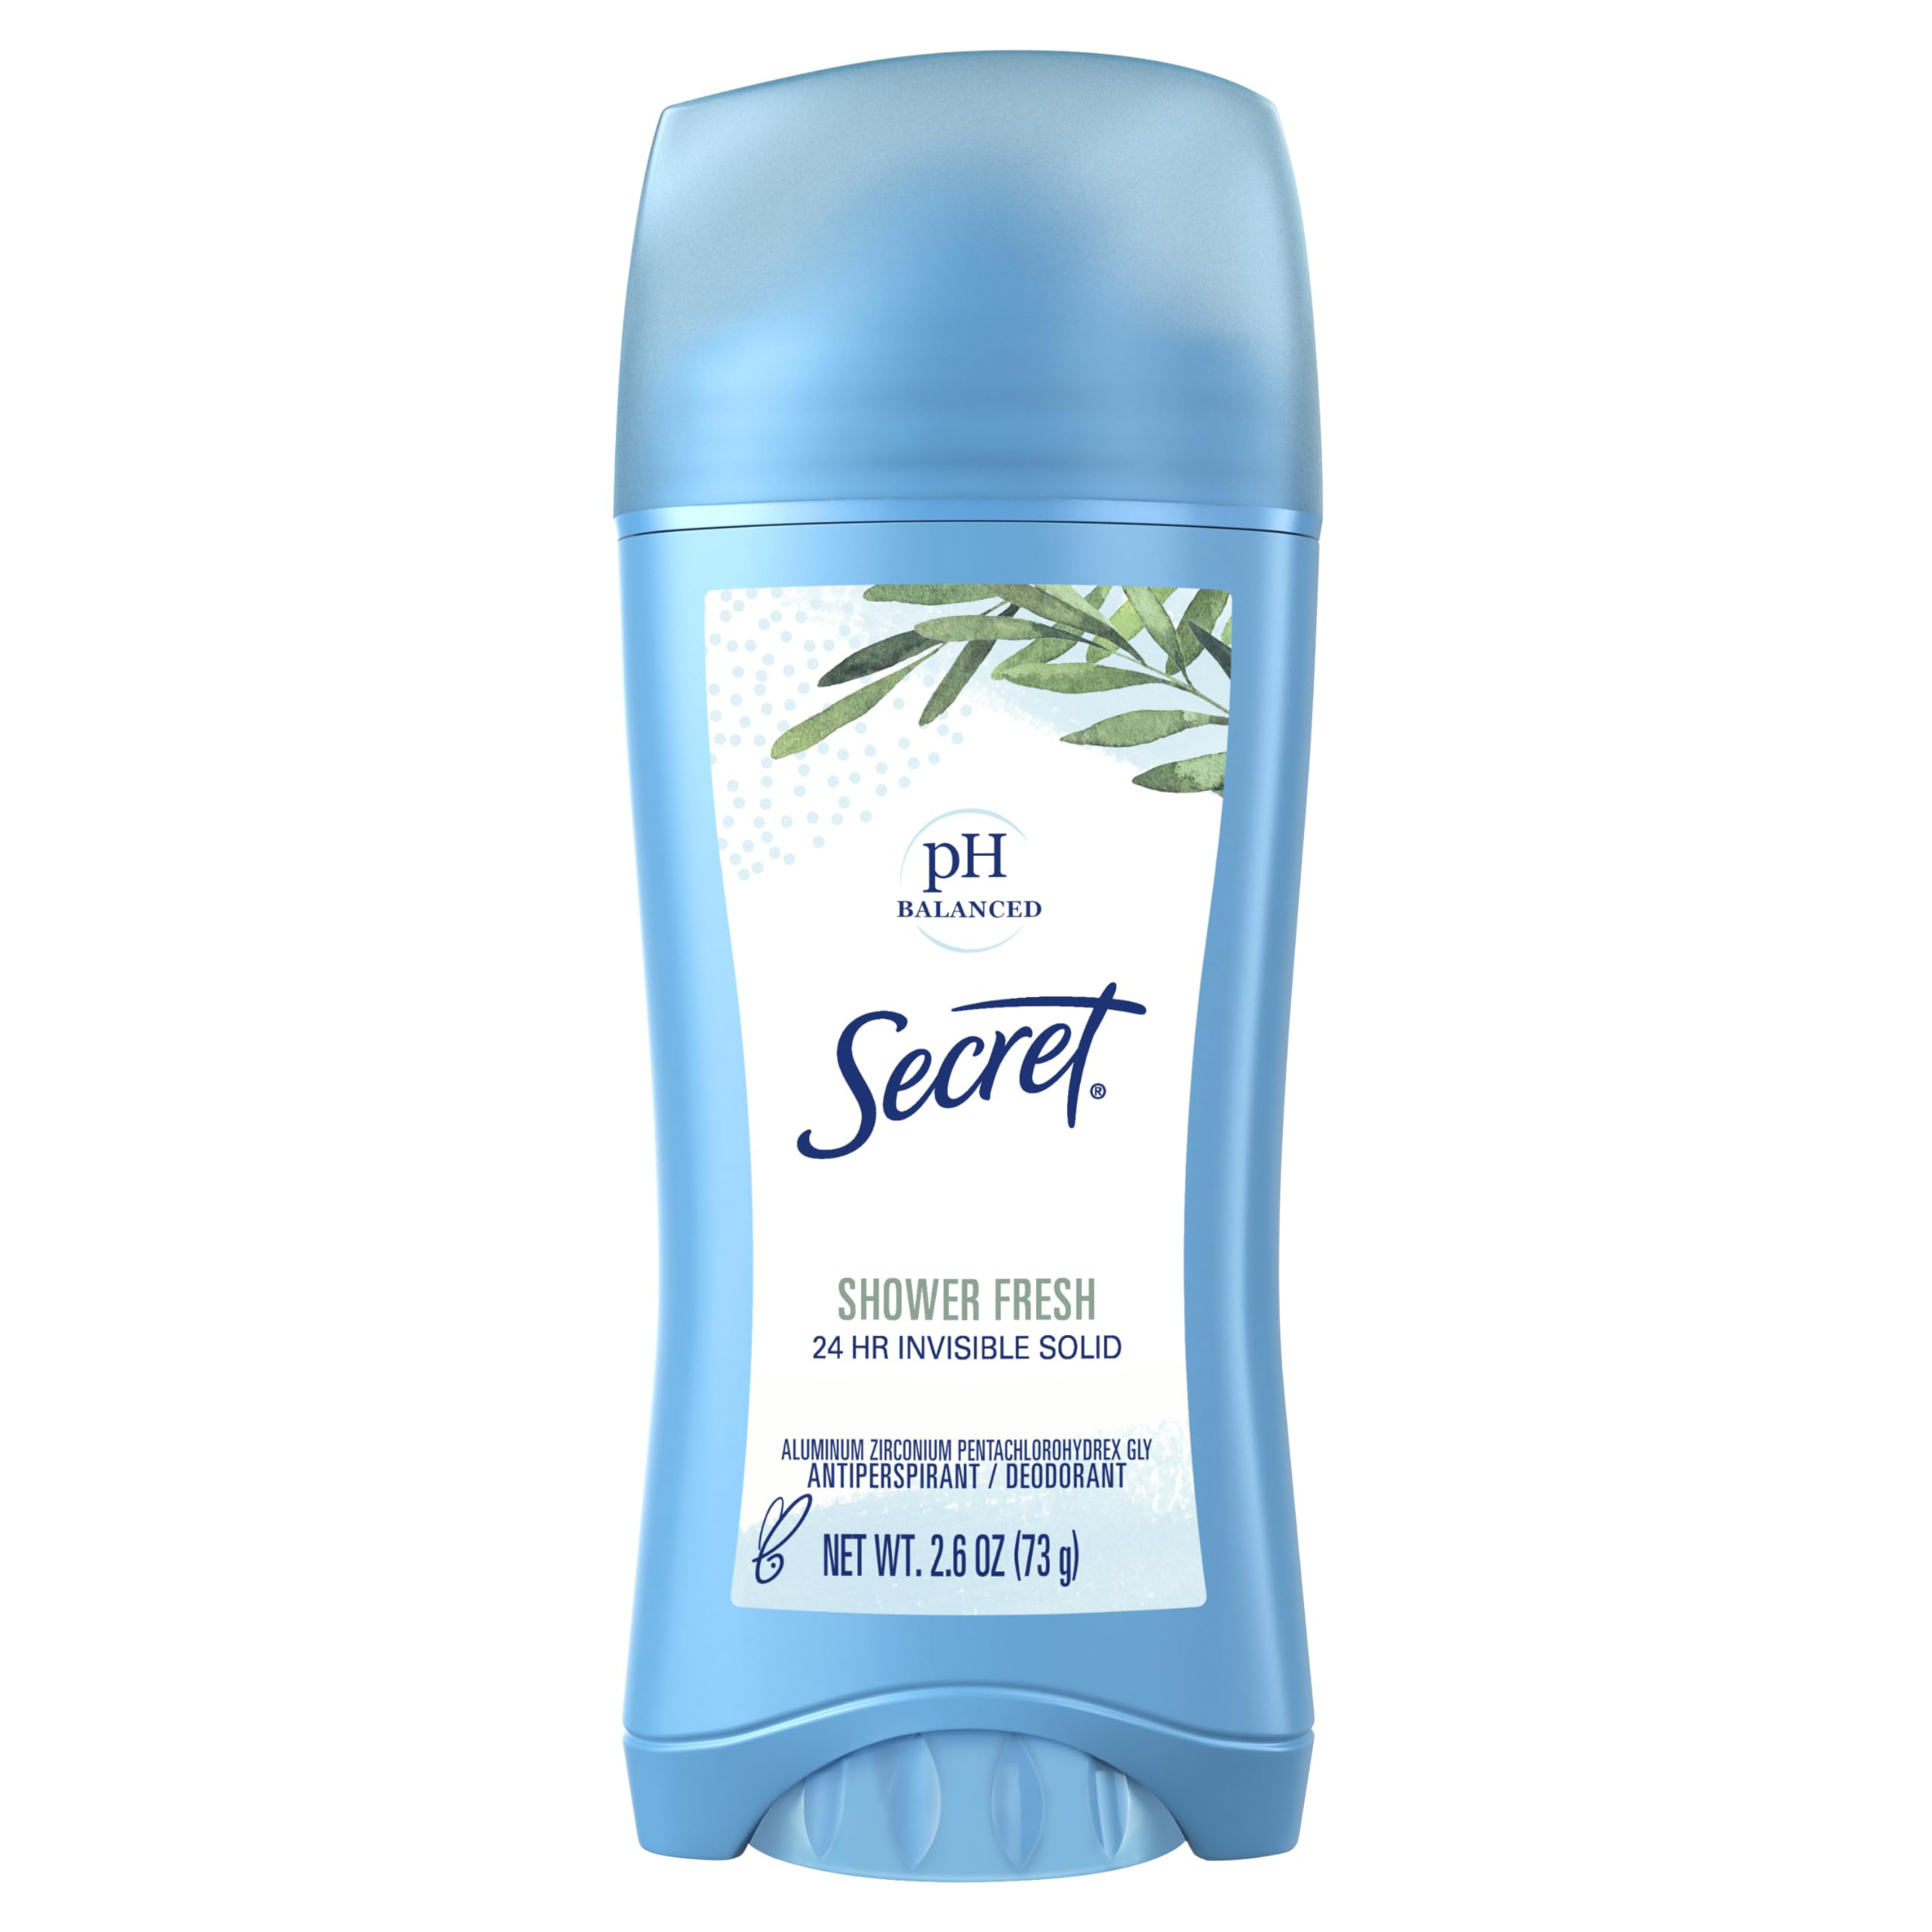 pH
BALANCED
Secret®
SHOWER FRESH
24 HR INVISIBLE SOLID
ALUMINUM ZIRCONIUM PENTACHLOROHYDREX GLY
ANTIPERSPIRANT / DEODORANT
NET WT. 2.6 OZ (73 g)